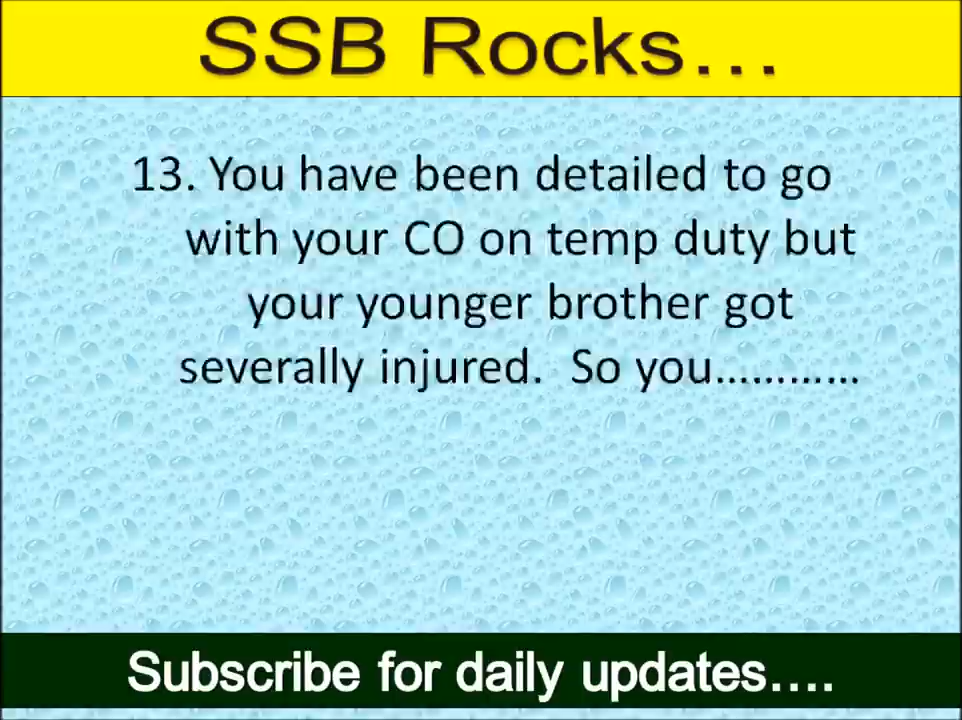 SSB Rocks...
13. You have been detailed to go
with your CO on temp duty but
your younger brother got
severally injured.  So you............
Subscribe for daily updates....